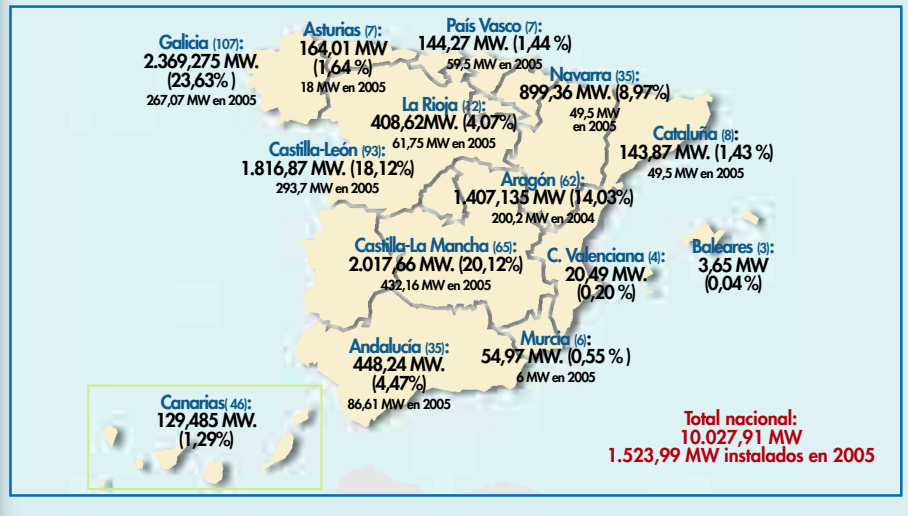 Galicia (107):
2.369,275 MW.
(23,63% )
267,07 MW en 2005
Asturias (7):
164,01 MW
(1,64 %)
18 MW en 2005
País Vasco (7):
144,27 MW. (1,44 %)
59,5 MW en 2005
Navarra (35):
899,36 MW. (8,97%)
49,5 MW
en 2005
La Rioja (12):
408,62MW. (4,07%)
61,75 MW en 2005
Cataluña (8):
143,87 MW. (1,43 %)
49,5 MW en 2005
Castilla-León (93):
1.816,87 MW. (18,12%)
293,7 MW en 2005
Aragón (62):
1.407,135 MW (14,03%)
200,2 MW en 2004
Castilla-La Mancha (65):
2.017,66 MW. (20,12%)
432,16 MW en 2005
C. Valenciana (4):
20,49 MW.
(0,20 %)
Baleares (3):
3,65 MW
(0,04 %)
Andalucía (35):
448,24 MW.
(4,47%)
86,61 MW en 2005
Murcia (6):
54,97 MW. (0,55 % )
6 MW en 2005
Canarias( 46):
129,485 MW.
(1,29%)
Total nacional:
10.027,91 MW
1.523,99 MW instalados en 2005